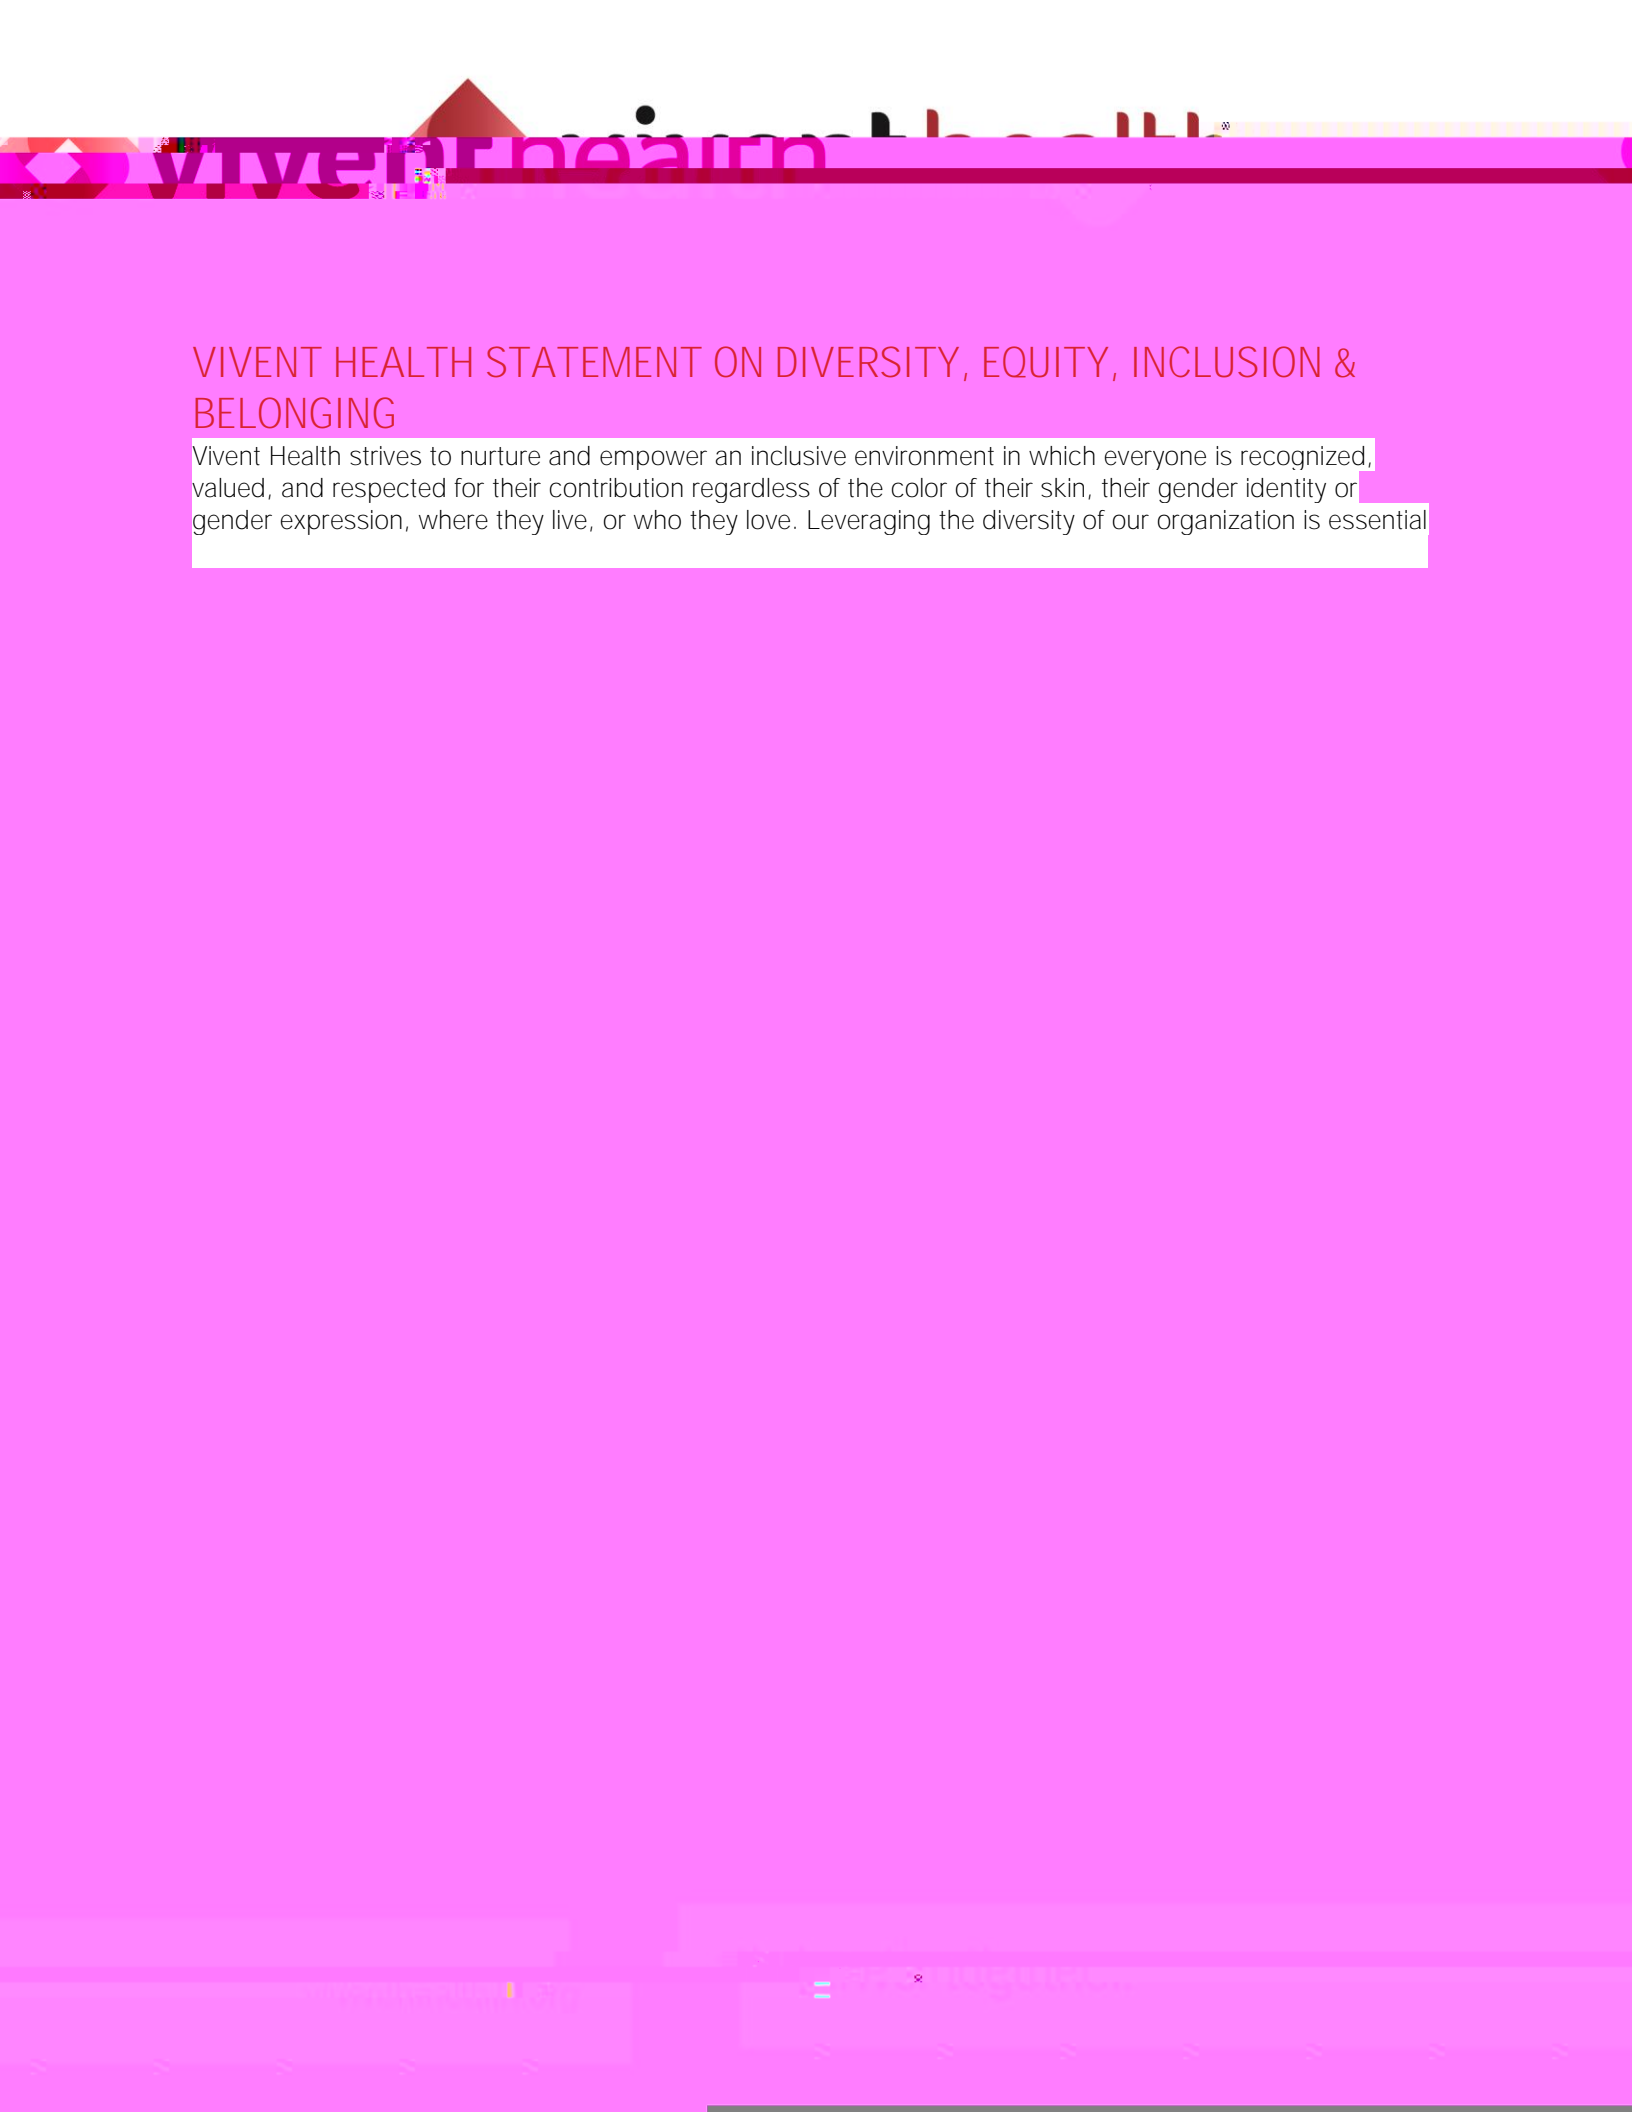 viventhealth
VIVENT HEALTH STATEMENT ON DIVERSITY, EQUITY, INCLUSION &
BELONGING
Vivent Health strives to nurture and empower an inclusive environment in which everyone is recognized,
valued, and respected for their contribution regardless of the color of their skin, their gender identity or
gender expression, where they live, or who they love. Leveraging the diversity of our organization is essential